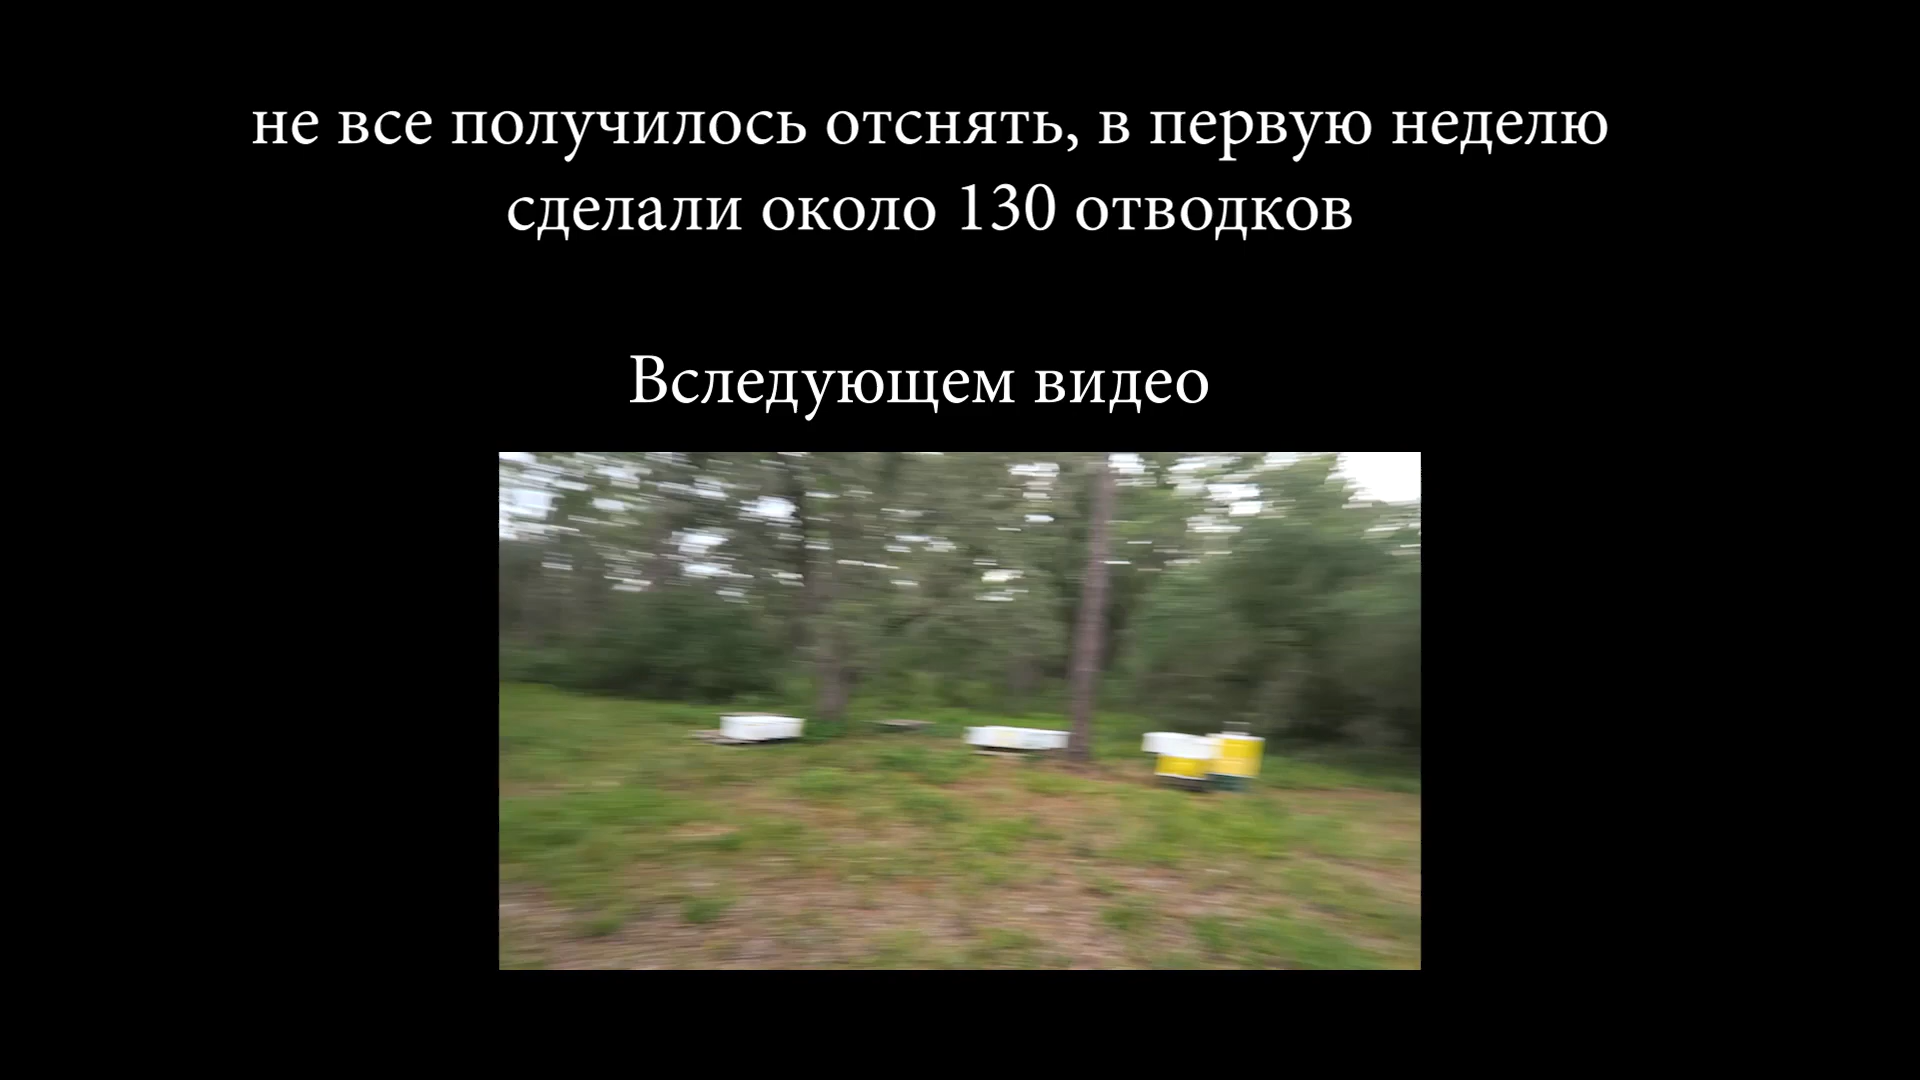 не все получилось отснять, в первую неделю
сделали около 130 отводков
Вследующем видео